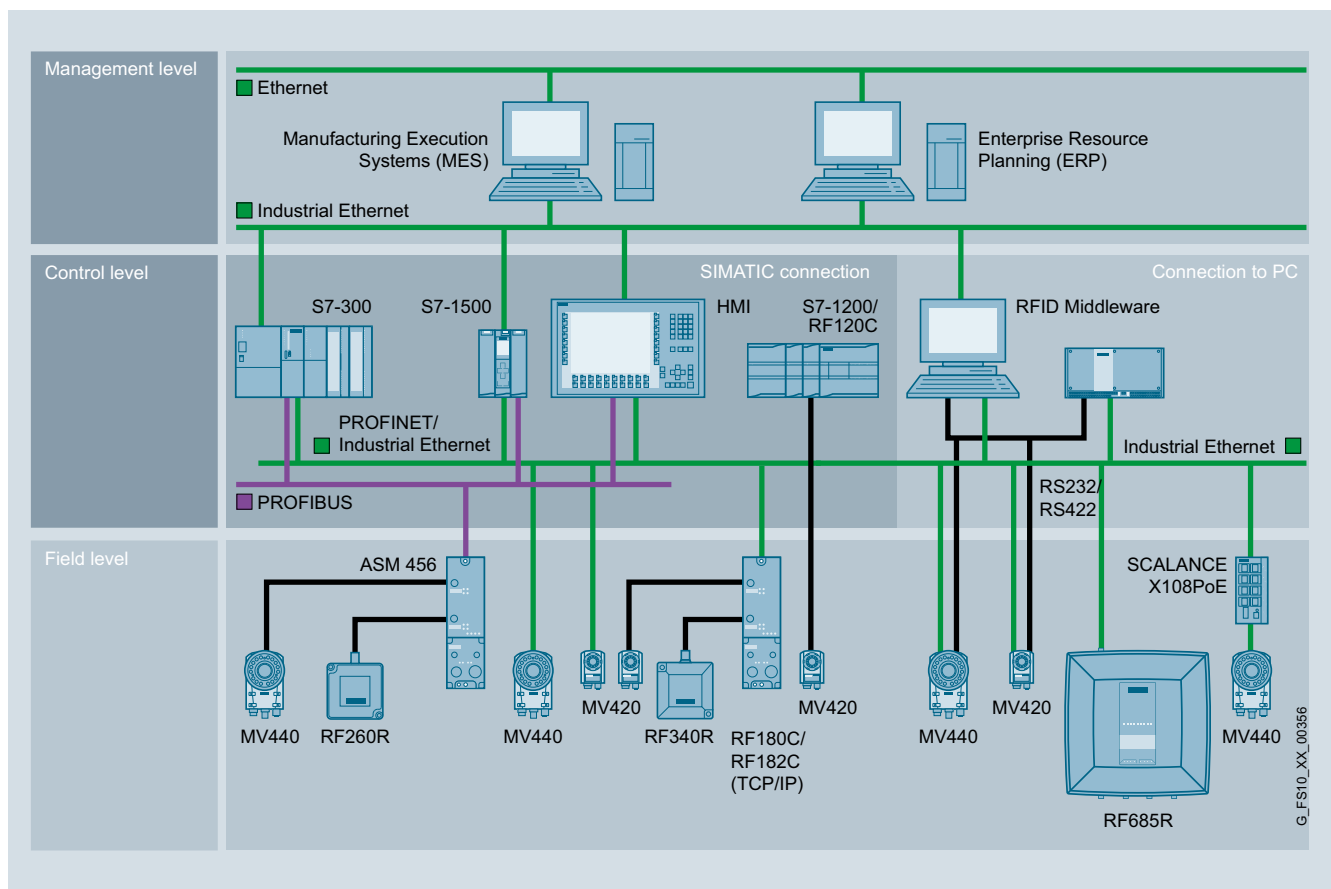 Management level
Ethernet
Manufacturing Execution
Systems (MES)
Enterprise Resource
Planning (ERP)
Industrial Ethernet
Control level
SIMATIC connection
Connection to PC
S7-300
S7-1500
HMI
S7-1200/
RF120C
RFID Middleware
PROFINET/
Industrial Ethernet
Industrial Ethernet
PROFIBUS
RS232/
RS422
Field level
ASM 456
SCALANCE
X108PoE
MV440
RF260R
MV440
MV420
RF340R
RF180C/
RF182C
(TCP/IP)
MV420
MV440
MV420
RF685R
MV440
G_FS10_XX_00356